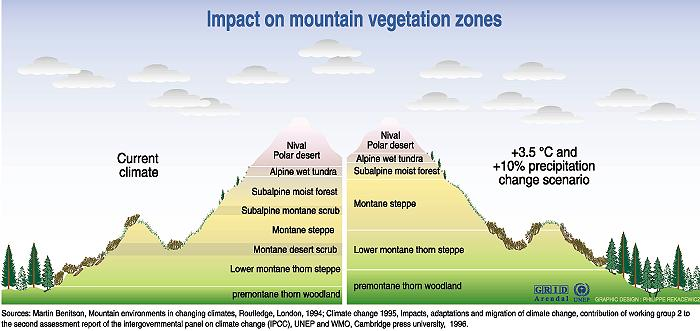 Impact on mountain vegetation zones
Current
climate
Nival
Polar desert
Alpine wet tundra
Subalpine moist forest
Subalpine montane scrub
Montane steppe
Montane desert scrub
Lower montane thorn steppe
premontane thorn woodland
Nival
Polar desert
Alpine wet tundra
Subalpine moist forest
Montane steppe
Lower montane thorn steppe
premontane thorn woodland
+3.5 °C and
+10% precipitation
change scenario
GRID
Arendal
UNEP
GRAPHIC DESIGN : PHILIPPE REKACEWICZ
Sources: Martin Benitson, Mountain environments in changing climates, Routledge, London, 1994; Climate change 1995, Impacts, adaptations and migration of climate change, contribution of working group 2 to
the second assessment report of the intergovernmental panel on climate change (IPCC), UNEP and WMO, Cambridge press university, 1996.